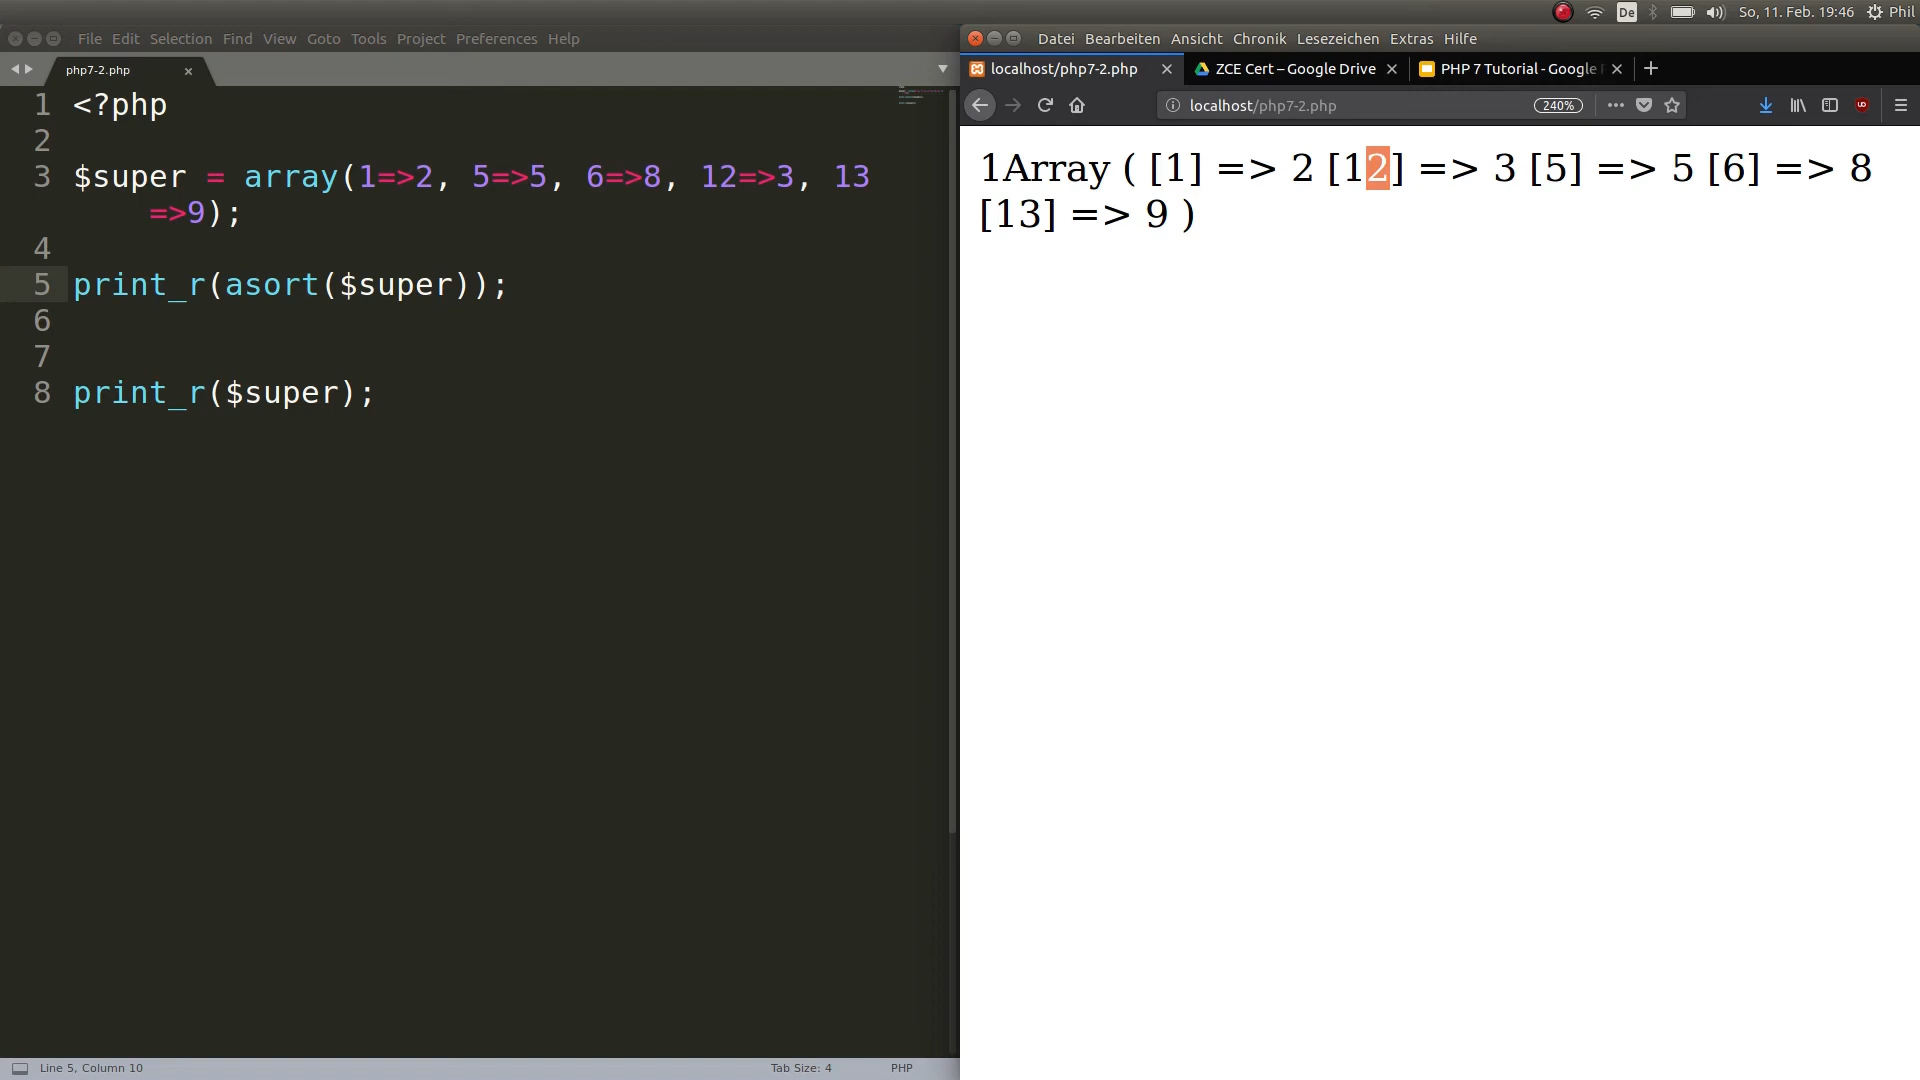 De So, 11. Feb. 19:46 Phil
File Edit Selection Find View Goto Tools Project Preferences Help
php7-2.php
1 <?php
2
3 $super = array(1=>2, 5=>5, 6=>8, 12=>3, 13
=>9);
4
5 print_r(asort($super));
6
7
8 print_r($super);
Line 5, Column 10 Tab Size: 4 PHP
Datei Bearbeiten Ansicht Chronik Lesezeichen Extras Hilfe
localhost/php7-2.php ZCE Cert – Google Drive PHP 7 Tutorial - Google
localhost/php7-2.php 240%
1Array ( [1] => 2 [12] => 3 [5] => 5 [6] => 8
[13] => 9 )